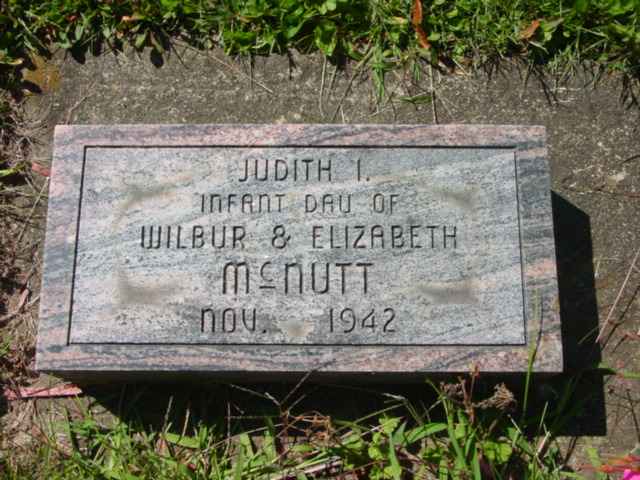 JUDITH I.
INFANT DAU OF
WILBUR & ELIZABETH
McNUTT
NOV. 1942